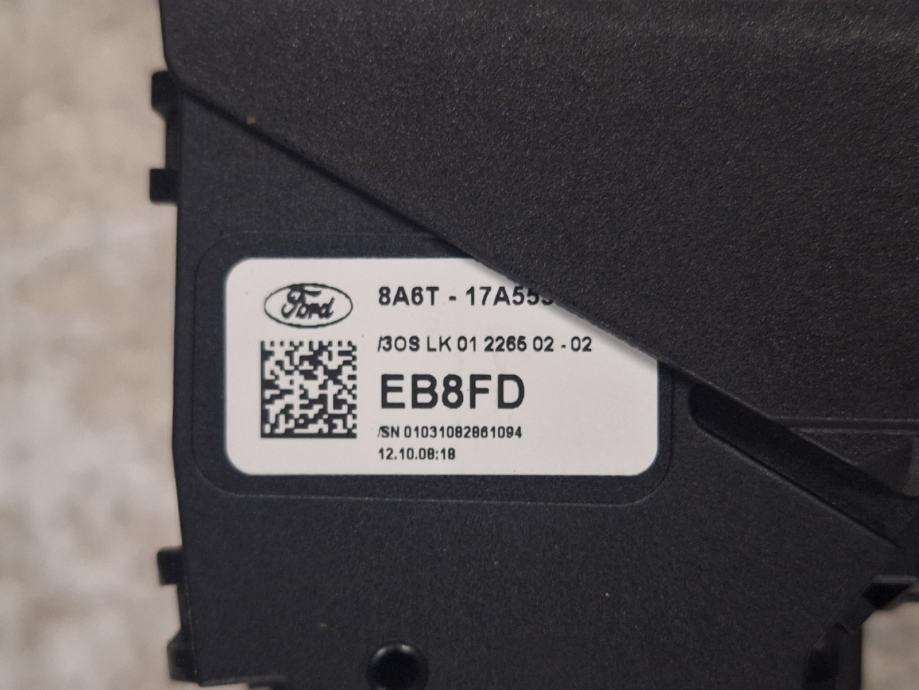 Ford
8A6T - 17A55
/3OS LK 01 2265 02 - 02
EB8FD
/SN 01031082861094
12.10.08:18